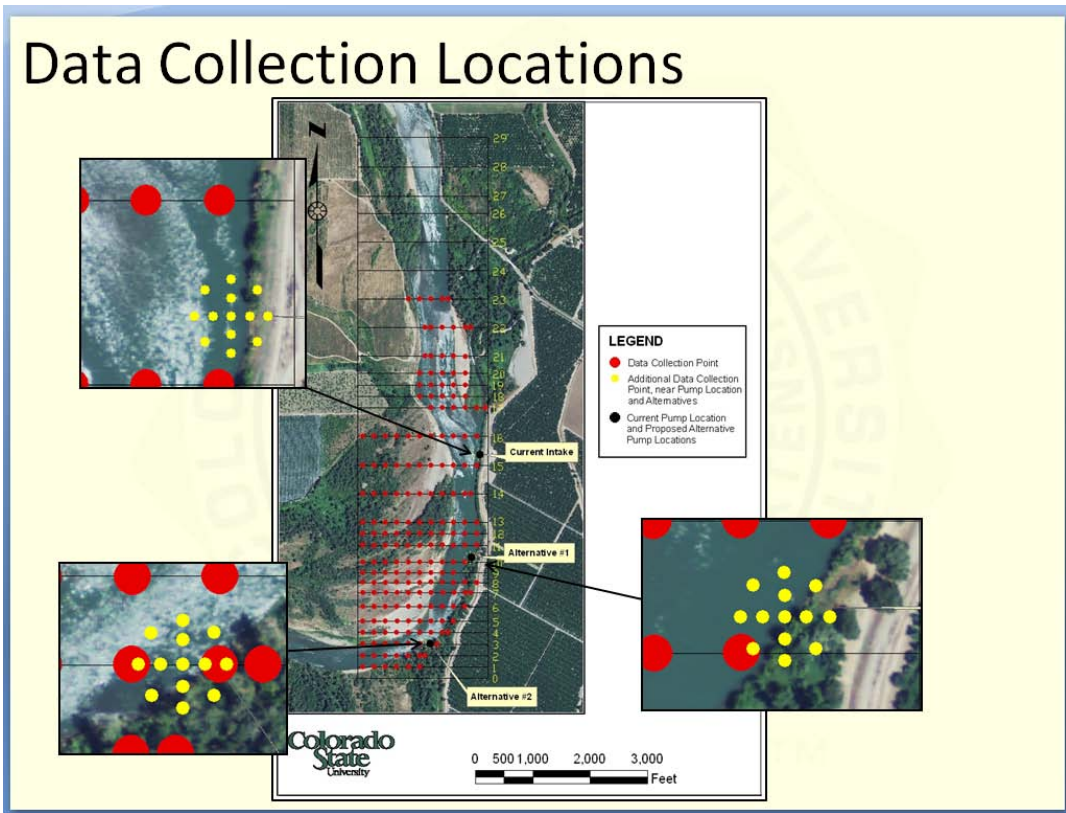 Data Collection Locations
N
29
28
27
26
25
24
23
22
21
20
19
18
16
15
14
13
12
9
8
7
6
5
4
3
2
1
0
Current Intake
Alternative #1
Alternative #2
LEGEND
Data Collection Point
Additional Data Collection
Point, near Pump Location
and Alternatives
Current Pump Location
and Proposed Alternative
Pump Locations
Colorado
State
University
0 500 1,000 2,000 3,000
Feet